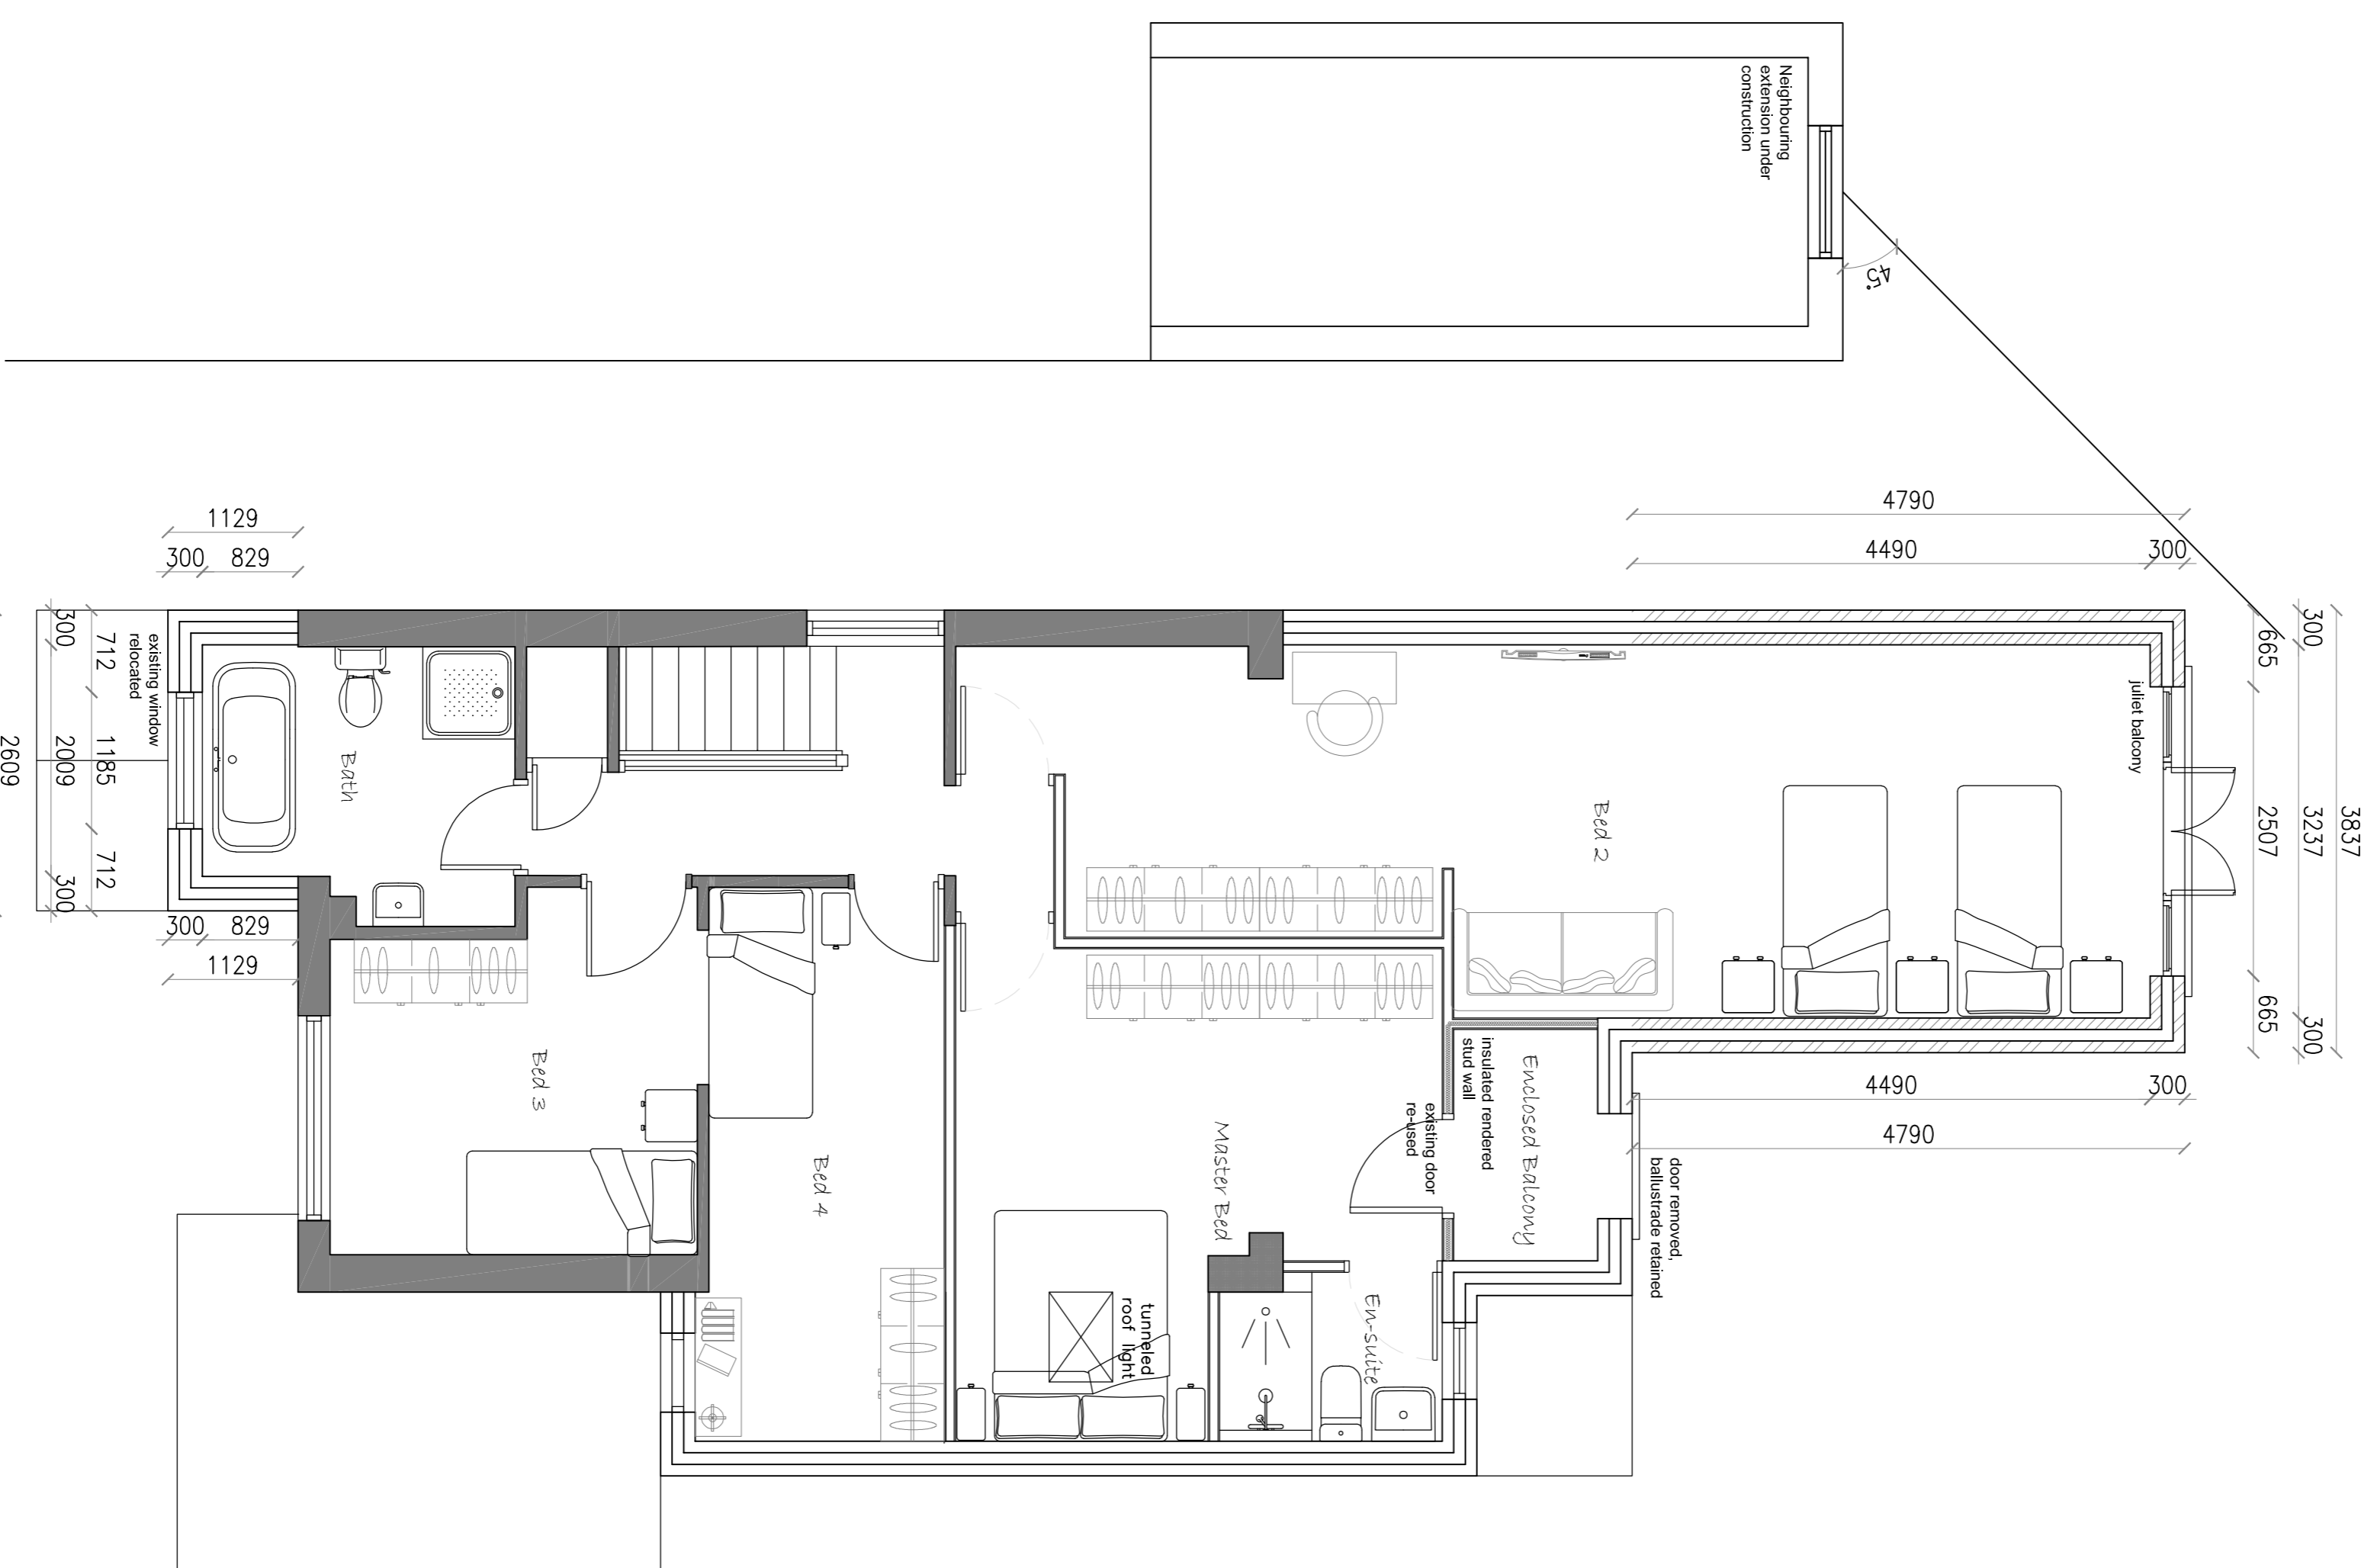 Neighbouring
extension under
construction
45°
4790
4490
300
1129
300
829
3837
300
3237
300
665
2507
665
juliet balcony
Bed 2
existing window
relocated
Bath
300
2009
300
712
1185
712
2609
300
829
1129
Bed 3
Bed 4
Master Bed
tunneled
roof light
En-suite
existing door
re-used
insulated rendered
stud wall
Enclosed Balcony
door removed,
ballustrade retained
4490
300
4790